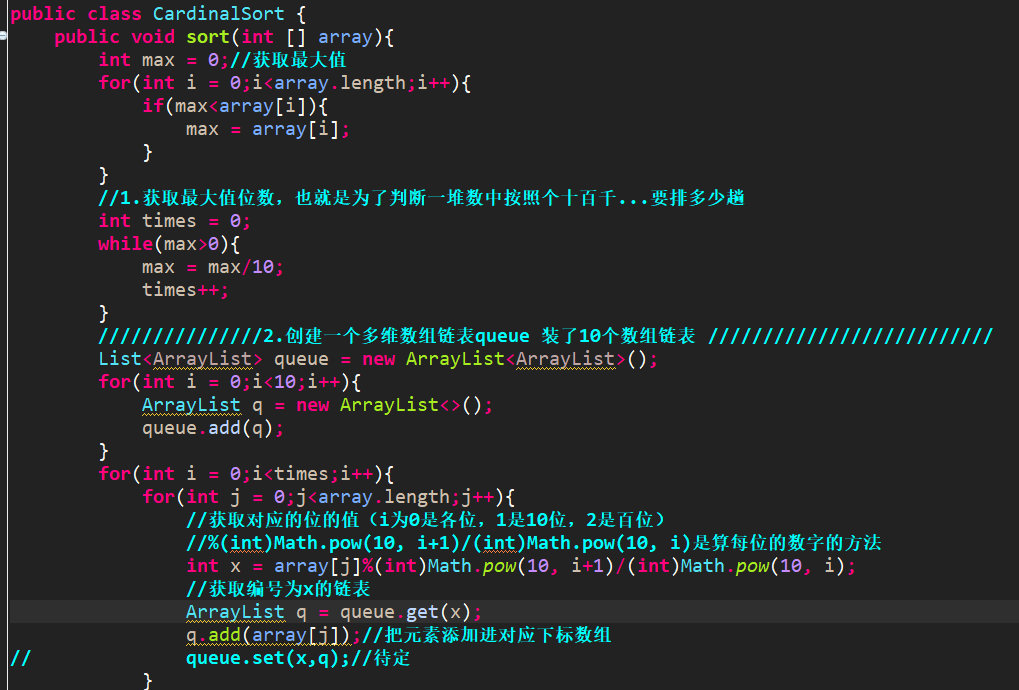 public class CardinalSort {
    public void sort(int [] array){
        int max = 0;//获取最大值
        for(int i = 0;i<array.length;i++){
            if(max<array[i]){
                max = array[i];
            }
        }
        //1.获取最大值位数，也就是为了判断一堆数中按照个十百千...要排多少趟
        int times = 0;
        while(max>0){
            max = max/10;
            times++;
        }
        ///////////////2.创建一个多维数组链表queue 装了10个数组链表 //////////////////////////
        List<ArrayList> queue = new ArrayList<ArrayList>();
        for(int i = 0;i<10;i++){
            ArrayList q = new ArrayList<>();
            queue.add(q);
        }
        for(int i = 0;i<times;i++){
            for(int j = 0;j<array.length;j++){
                //获取对应的位的值（i为0是各位，1是10位，2是百位）
                //%(int)Math.pow(10, i+1)/(int)Math.pow(10, i)是算每位的数字的方法
                int x = array[j]%(int)Math.pow(10, i+1)/(int)Math.pow(10, i);
                //获取编号为x的链表
                ArrayList q = queue.get(x);
                q.add(array[j]);//把元素添加进对应下标数组
//              queue.set(x,q);//待定
            }